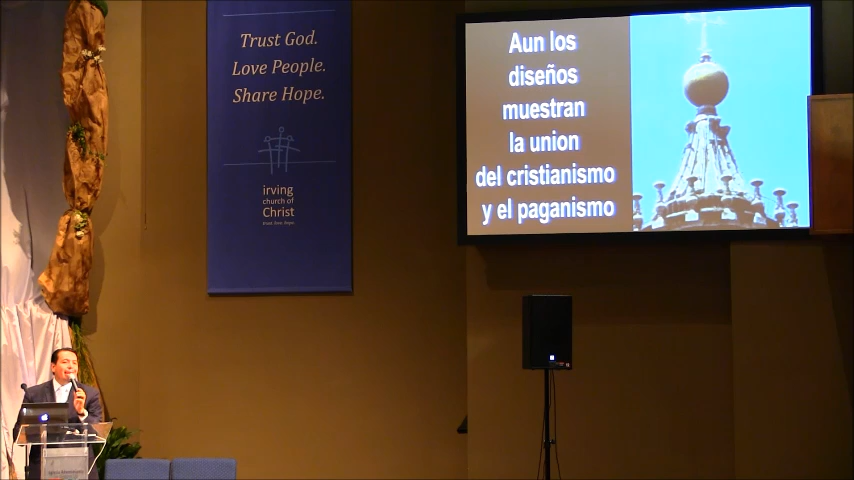 Trust God.
Love People.
Share Hope.
irving
church of
Christ
Aun los
diseños
muestran
la union
del cristianismo
y el paganismo